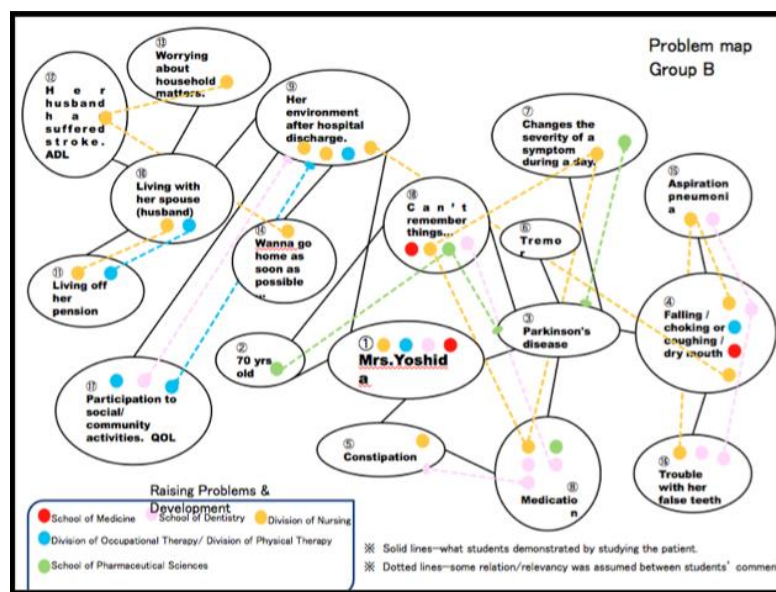 Problem map
Group B
⑬
Worrying
about
household
matters.
⑫
Her
husband
ha
suffered
stroke.
ADL
⑨
Her
environment
after hospital
discharge.
⑦
Changes the
severity of a
symptom
during a day.
⑮
Aspiration
pneumoni
a
⑩
Living with
her spouse
(husband)
Can't
remember
things…
⑭
Wanna go
home as
soon as
possible
…
⑥
Tremo
r
⑪
Living off
her
pension
④
Falling /
choking or
coughing /
dry mouth
③
Parkinson's
disease
②
70 yrs
old
①
Mrs.Yoshid
a
⑰
Participation to
social/
community
activities. QOL
⑤
Constipation
⑧
Medicatio
n
Trouble
with her
false teeth
Raising Problems &
Development
School of Medicine
School of Dentistry
Division of Nursing
Division of Occupational Therapy/ Division of Physical Therapy
School of Pharmaceutical Sciences
※ Solid lines—what students demonstrated by studying the patient.
※ Dotted lines—some relation/relevancy was assumed between students' commen